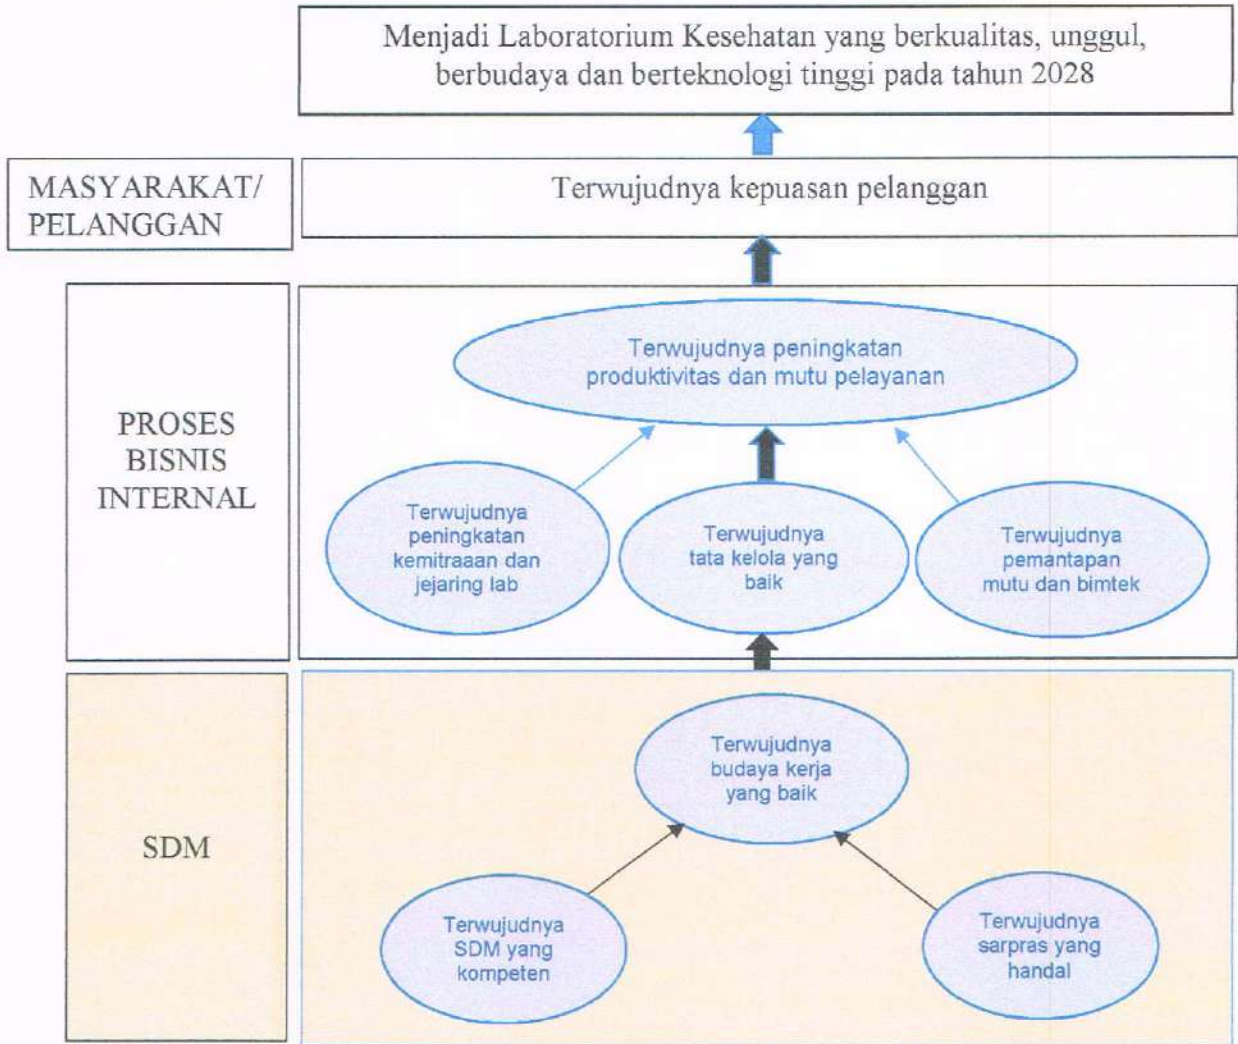 Menjadi Laboratorium Kesehatan yang berkualitas, unggul,
berbudaya dan berteknologi tinggi pada tahun 2028
MASYARAKAT/
PELANGGAN
Terwujudnya kepuasan pelanggan
PROSES
BISNIS
INTERNAL
Terwujudnya peningkatan
produktivitas dan mutu pelayanan
Terwujudnya
peningkatan
kemitraaan dan
jejaring lab
Terwujudnya
tata kelola yang
baik
Terwujudnya
pemantapan
mutu dan bimtek
SDM
Terwujudnya
budaya kerja
yang baik
Terwujudnya
SDM yang
kompeten
Terwujudnya
sarpras yang
handal